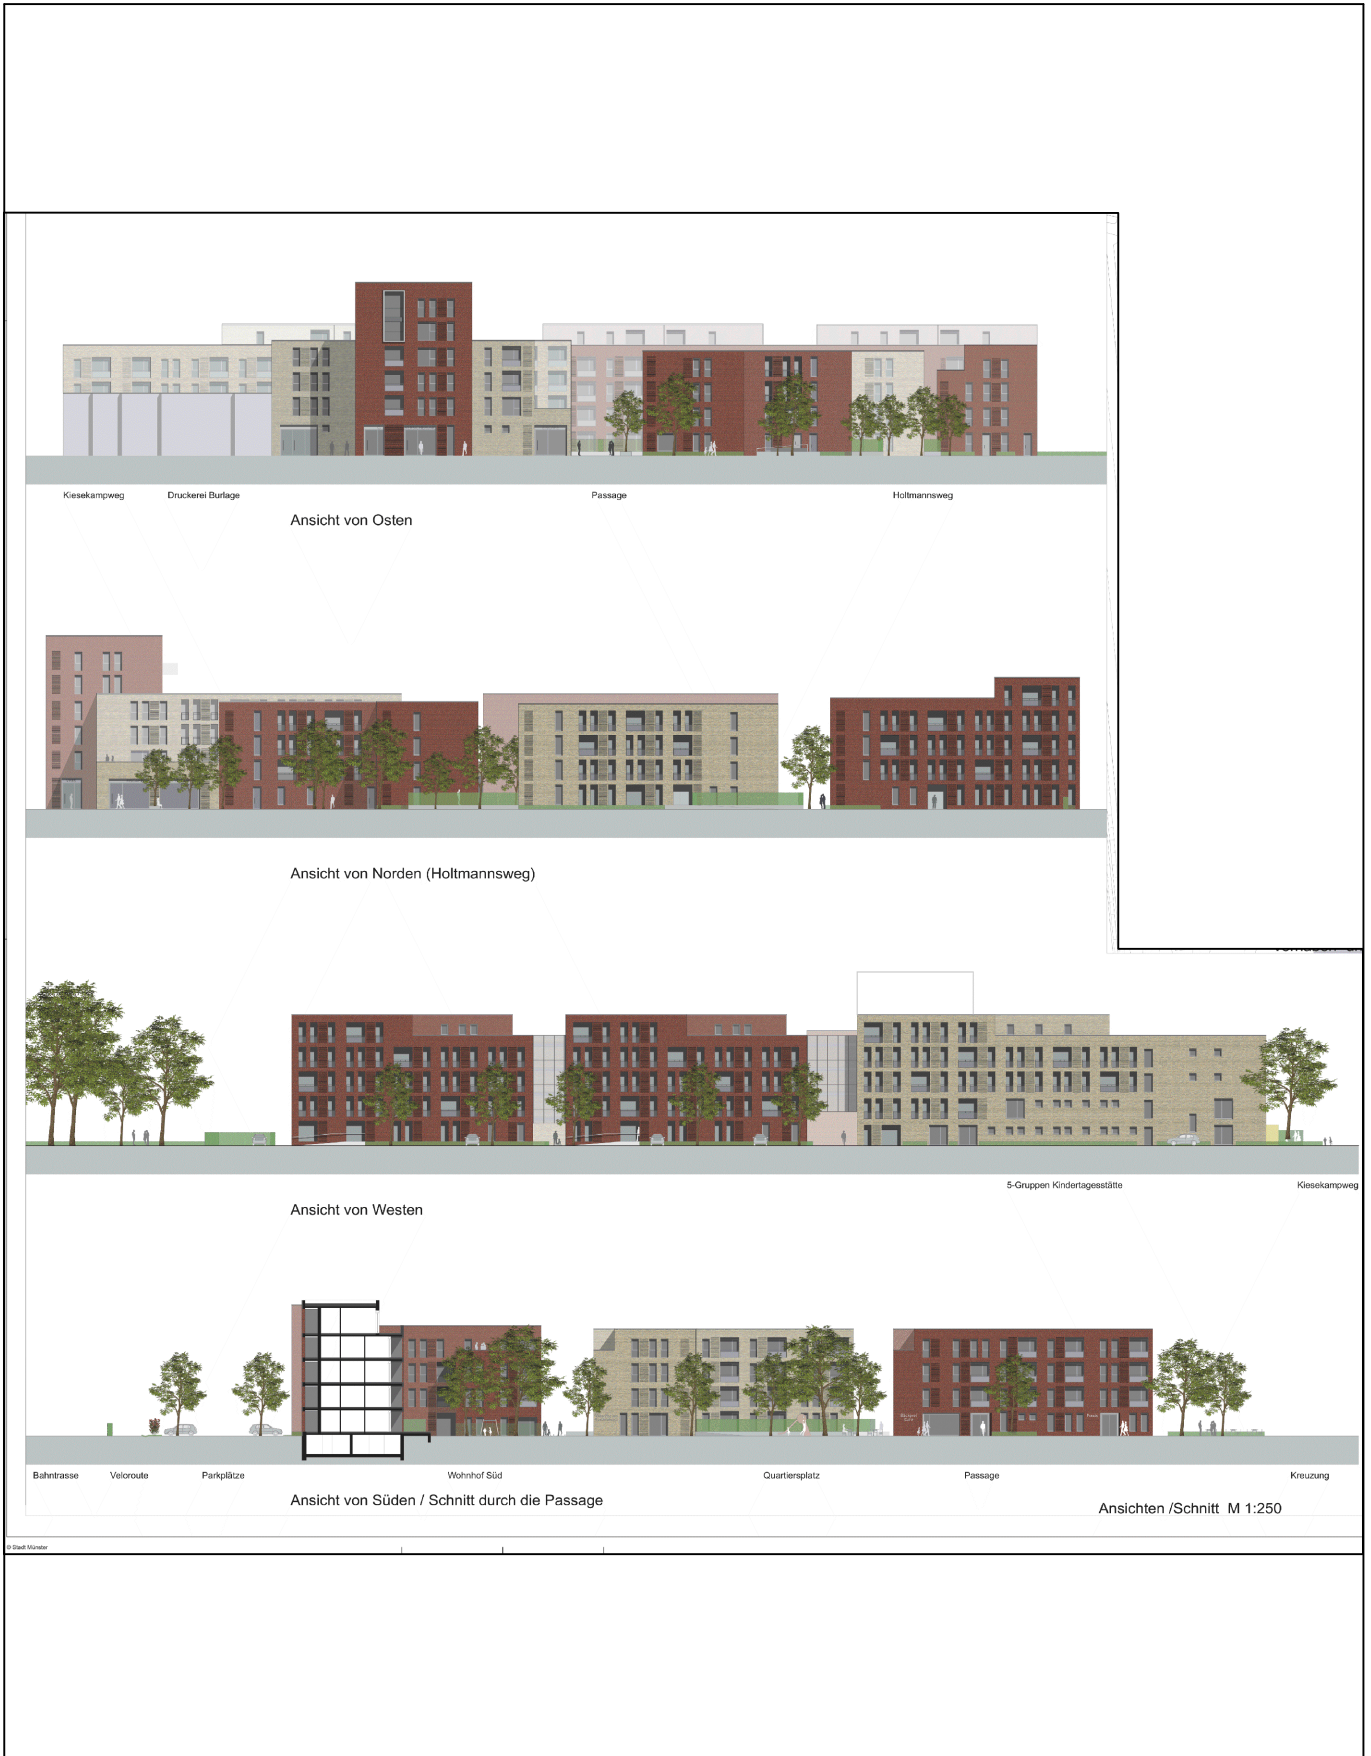 Kiesekampweg Druckerei Burlage Passage Holtmannsweg
Ansicht von Osten
Ansicht von Norden (Holtmannsweg)
5-Gruppen Kindertagesstätte Kiesekampweg
Ansicht von Westen
Bahntrasse Veloroute Parkplätze Wohnhof Süd Quartiersplatz Passage Kreuzung
Ansicht von Süden / Schnitt durch die Passage
Ansichten /Schnitt M 1:250
© Stadt Münster